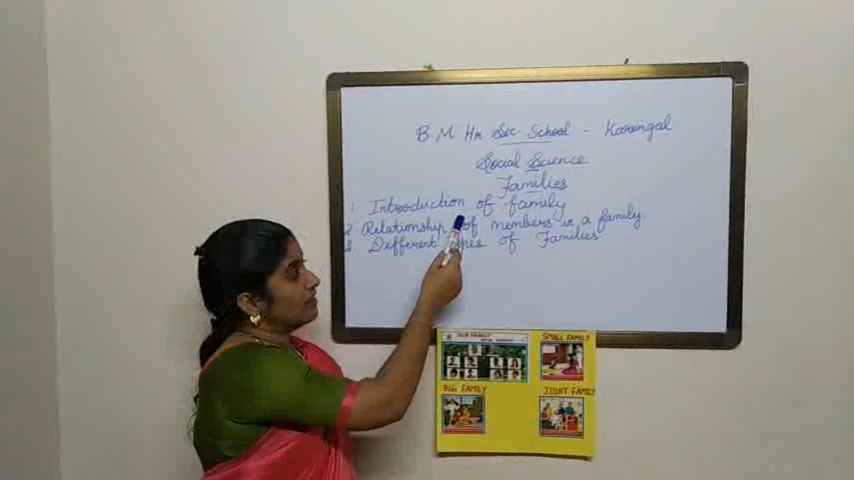 B M Hr Sec School - Karungal
Social Science
Families
1 Introduction of family
2 Relationship of members in a family.
3 Different Types of Families
OUR FAMILY
SMALL FAMILY
BIG FAMILY
JOINT FAMILY